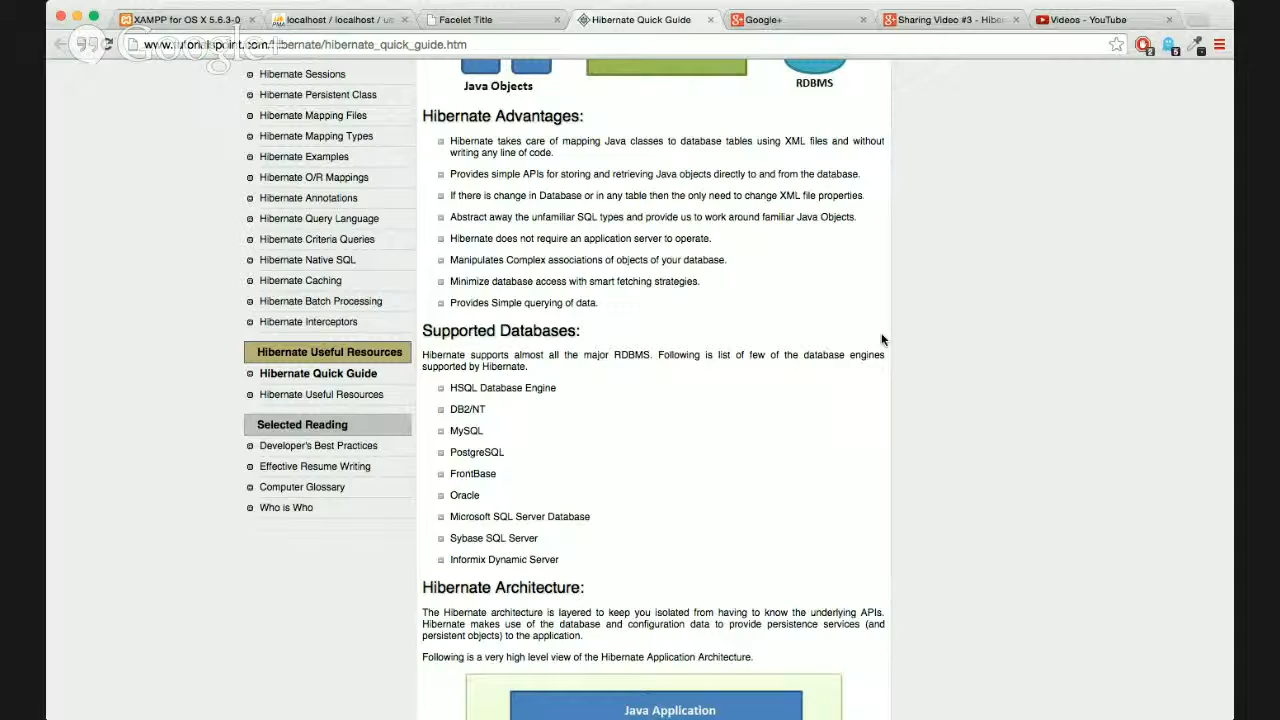 XAMPP for OS X 5.6.3-0
localhost / localhost / us
Facelet Title
Hibernate Quick Guide
Google+
Sharing Video #3 - Hiber
Videos - YouTube
Google+
www.tutorialspoint.com/hibernate/hibernate_quick_guide.htm
Java Objects
RDBMS
Hibernate Sessions
Hibernate Persistent Class
Hibernate Mapping Files
Hibernate Mapping Types
Hibernate Examples
Hibernate O/R Mappings
Hibernate Annotations
Hibernate Query Language
Hibernate Criteria Queries
Hibernate Native SQL
Hibernate Caching
Hibernate Batch Processing
Hibernate Interceptors
Hibernate Useful Resources
Hibernate Quick Guide
Hibernate Useful Resources
Selected Reading
Developer's Best Practices
Effective Resume Writing
Computer Glossary
Who is Who
Hibernate Advantages:
Hibernate takes care of mapping Java classes to database tables using XML files and without
writing any line of code.
Provides simple APIs for storing and retrieving Java objects directly to and from the database.
If there is change in Database or in any table then the only need to change XML file properties.
Abstract away the unfamiliar SQL types and provide us to work around familiar Java Objects.
Hibernate does not require an application server to operate.
Manipulates Complex associations of objects of your database.
Minimize database access with smart fetching strategies.
Provides Simple querying of data.
Supported Databases:
Hibernate supports almost all the major RDBMS. Following is list of few of the database engines
supported by Hibernate.
HSQL Database Engine
DB2/NT
MySQL
PostgreSQL
FrontBase
Oracle
Microsoft SQL Server Database
Sybase SQL Server
Informix Dynamic Server
Hibernate Architecture:
The Hibernate architecture is layered to keep you isolated from having to know the underlying APIs.
Hibernate makes use of the database and configuration data to provide persistence services (and
persistent objects) to the application.
Following is a very high level view of the Hibernate Application Architecture.
Java Application